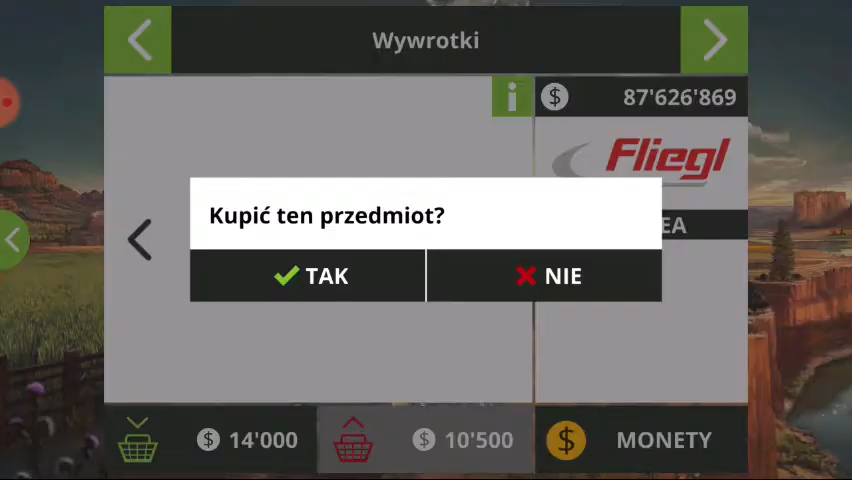 Wywrotki
i
$ 87'626'869
Fliegl
EA
Kupić ten przedmiot?
TAK
NIE
$ 14'000
$ 10'500
$ MONETY